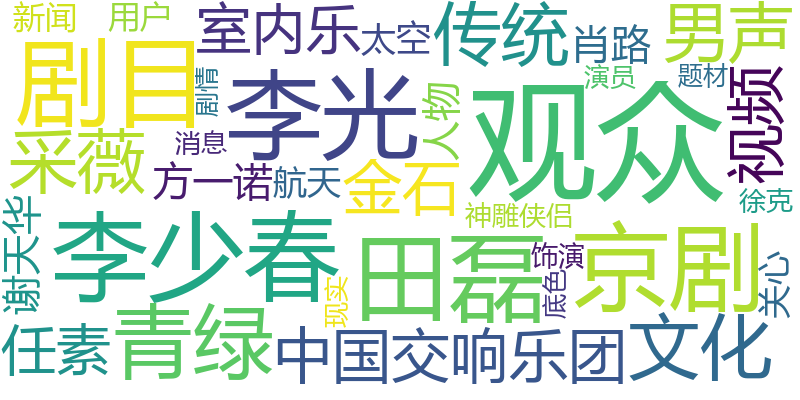 新闻
用户
室内乐
太空
传统
肖路
男声
剧目
剧情
李光
人物
观众
演员
题材
视频
采薇
消息
方一诺
航天
金石
神雕侠侣
徐克
谢天华
李少春
田磊
饰演
京剧
底色
关心
现实
任素
青绿
中国交响乐团
文化